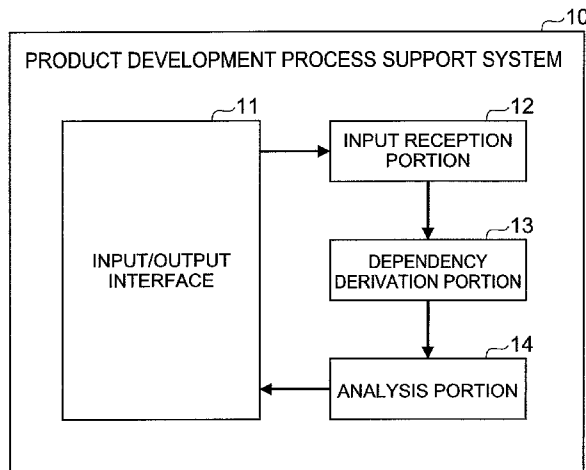 10
PRODUCT DEVELOPMENT PROCESS SUPPORT SYSTEM
11
INPUT/OUTPUT
INTERFACE
12
INPUT RECEPTION
PORTION
13
DEPENDENCY
DERIVATION PORTION
14
ANALYSIS PORTION